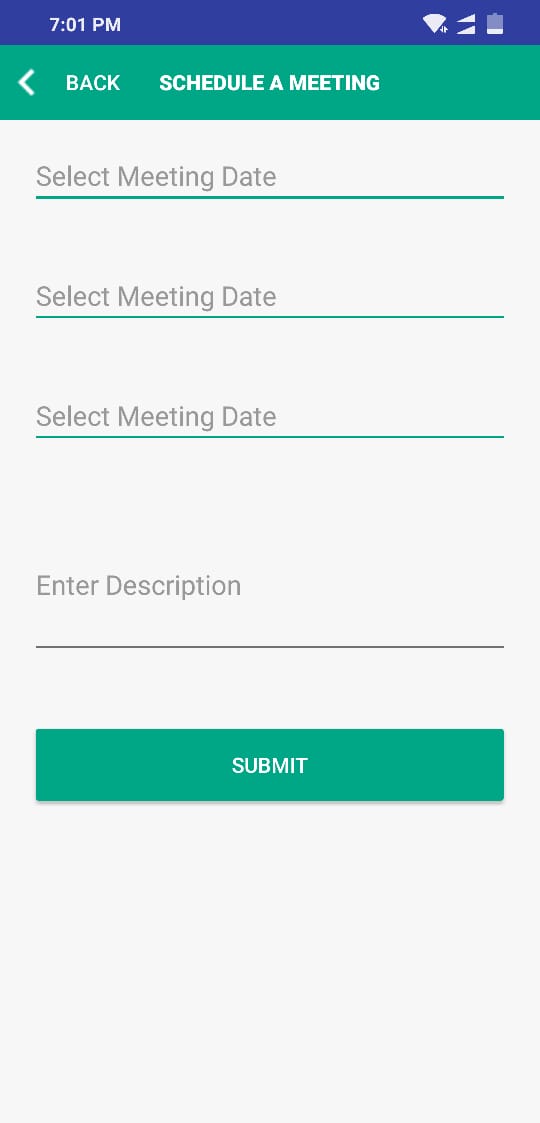 7:01 PM
BACK SCHEDULE A MEETING
Select Meeting Date
Select Meeting Date
Select Meeting Date
Enter Description
SUBMIT